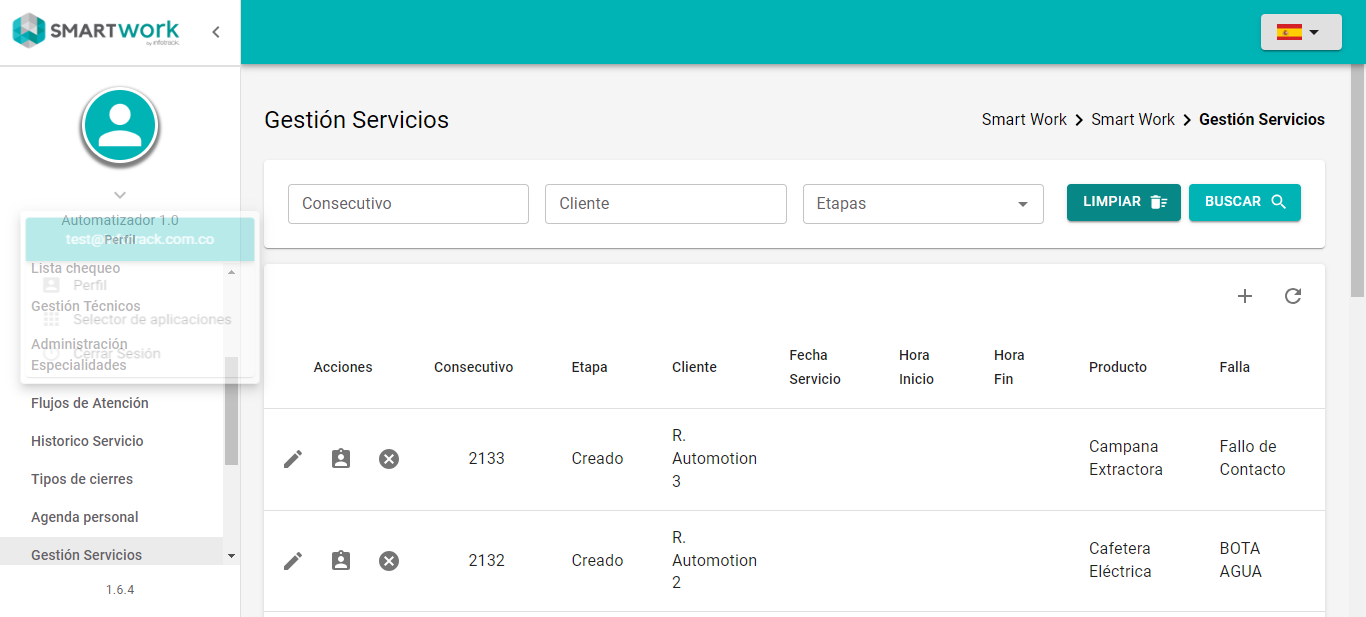 SMARTwork
by infotrack.
Automatizador 1.0
test@infotrack.com.co
Perfil
Lista chequeo
Perfil
Gestión Técnicos
Selector de aplicaciones
Administración
Cerrar Sesión
Especialidades
Flujos de Atención
Historico Servicio
Tipos de cierres
Agenda personal
Gestión Servicios
1.6.4
Gestión Servicios
Smart Work > Smart Work > Gestión Servicios
Consecutivo Cliente Etapas LIMPIAR BUSCAR
Acciones Consecutivo Etapa Cliente Fecha Servicio Hora Inicio Hora Fin Producto Falla
2133 Creado R. Automotion 3 Campana Extractora Fallo de Contacto
2132 Creado R. Automotion 2 Cafetera Eléctrica BOTA AGUA